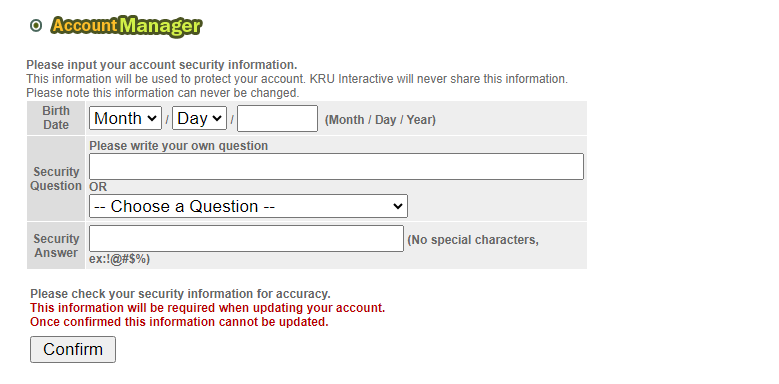 Account Manager
Please input your account security information.
This information will be used to protect your account. KRU Interactive will never share this information.
Please note this information can never be changed.
Birth Date
Month / Day / (Month / Day / Year)
Please write your own question
Security Question
OR
-- Choose a Question --
Security Answer
(No special characters,
ex:!@#$%)
Please check your security information for accuracy.
This information will be required when updating your account.
Once confirmed this information cannot be updated.
Confirm